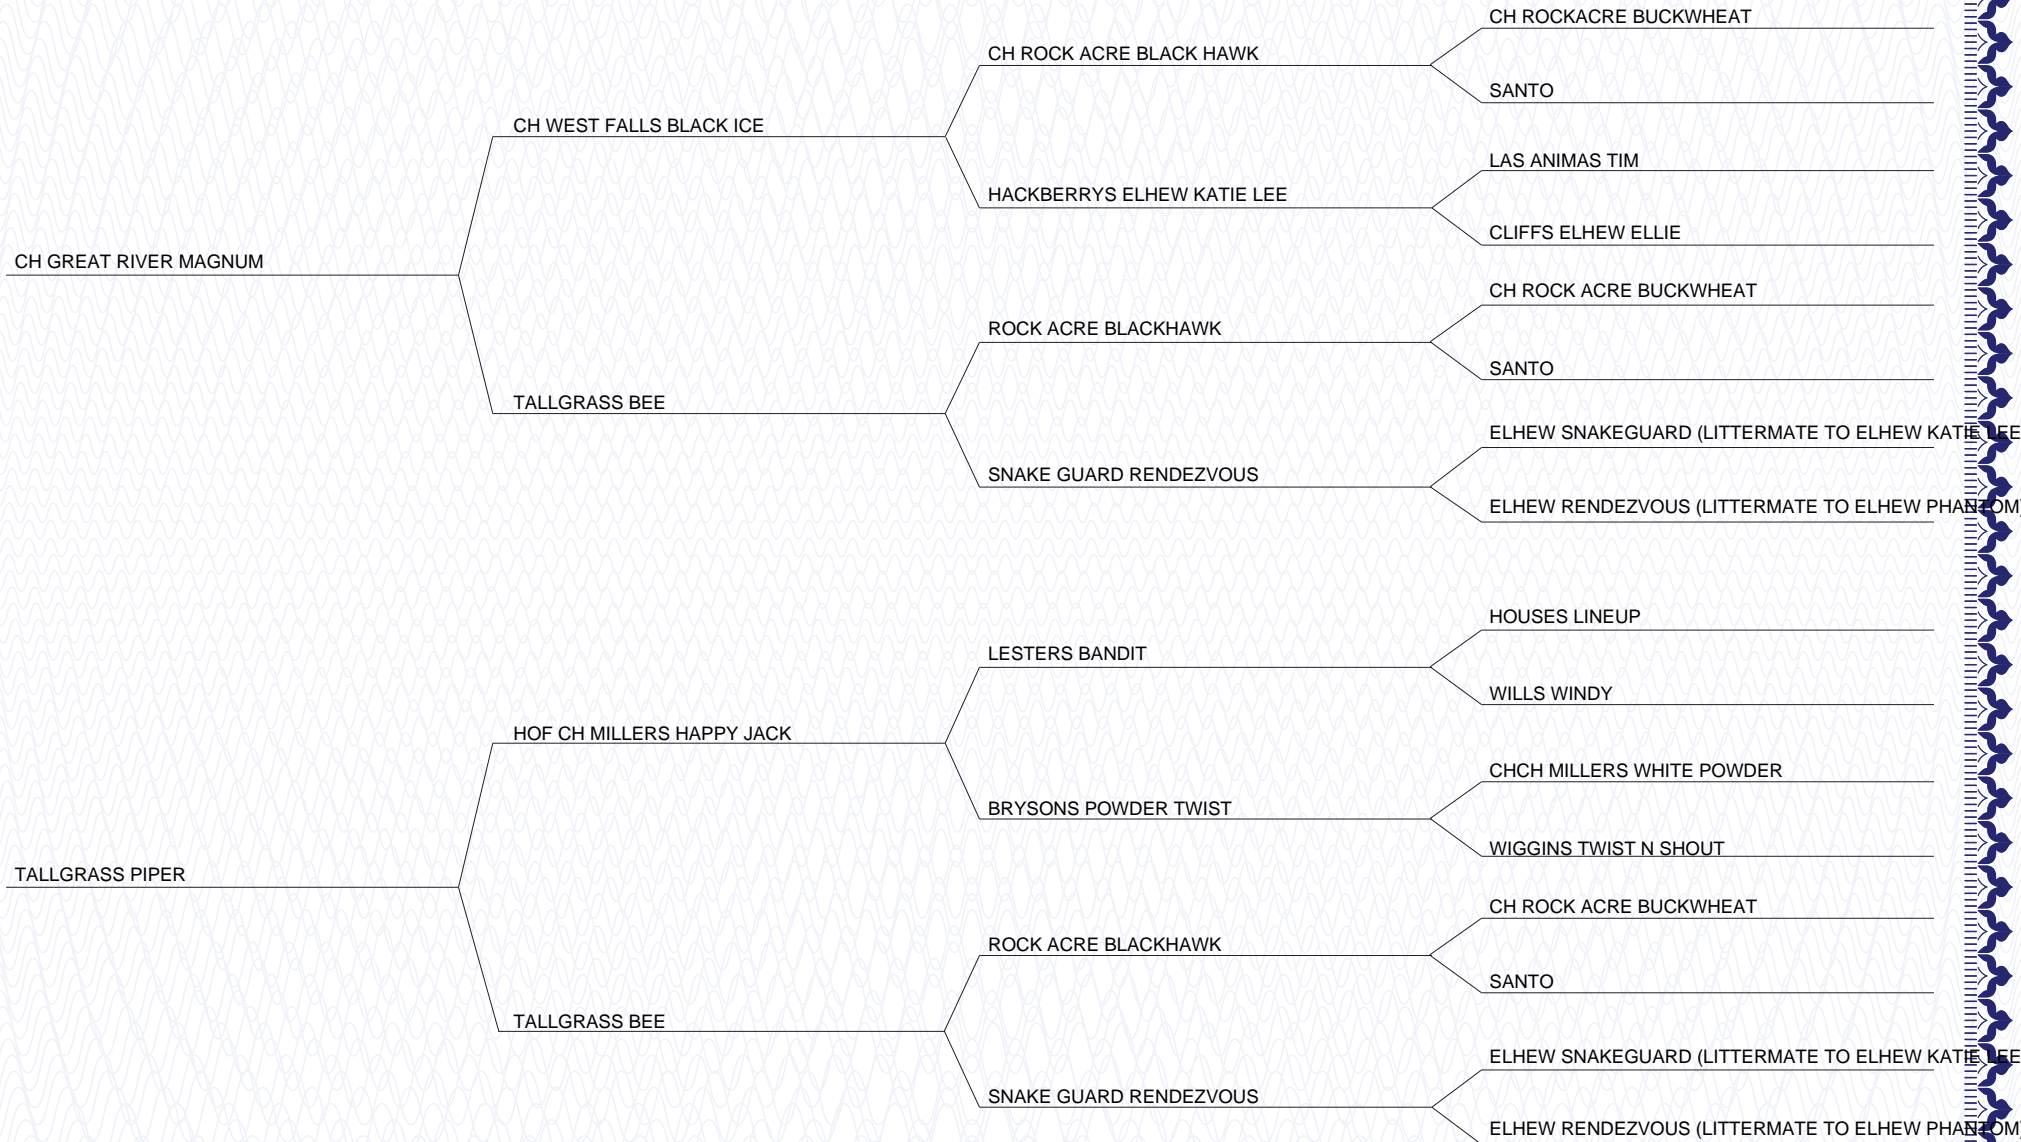 CH ROCKACRE BUCKWHEAT
CH ROCK ACRE BLACK HAWK
SANTO
CH WEST FALLS BLACK ICE
LAS ANIMAS TIM
HACKBERRYS ELHEW KATIE LEE
CLIFFS ELHEW ELLIE
CH GREAT RIVER MAGNUM
CH ROCK ACRE BUCKWHEAT
ROCK ACRE BLACKHAWK
SANTO
TALLGRASS BEE
ELHEW SNAKEGUARD (LITTERMATE TO ELHEW KATIE LEE
SNAKE GUARD RENDEZVOUS
ELHEW RENDEZVOUS (LITTERMATE TO ELHEW PHANTOM)
HOUSES LINEUP
LESTERS BANDIT
WILLS WINDY
HOF CH MILLERS HAPPY JACK
CHCH MILLERS WHITE POWDER
BRYSONS POWDER TWIST
WIGGINS TWIST N SHOUT
TALLGRASS PIPER
CH ROCK ACRE BUCKWHEAT
ROCK ACRE BLACKHAWK
SANTO
TALLGRASS BEE
ELHEW SNAKEGUARD (LITTERMATE TO ELHEW KATIE LEE
SNAKE GUARD RENDEZVOUS
ELHEW RENDEZVOUS (LITTERMATE TO ELHEW PHANTOM)